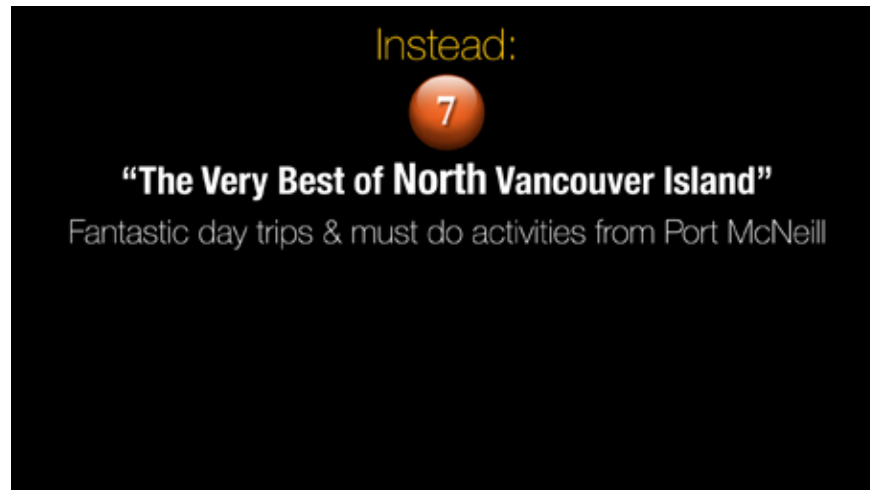 Instead:
7
“The Very Best of North Vancouver Island”
Fantastic day trips & must do activities from Port McNeill